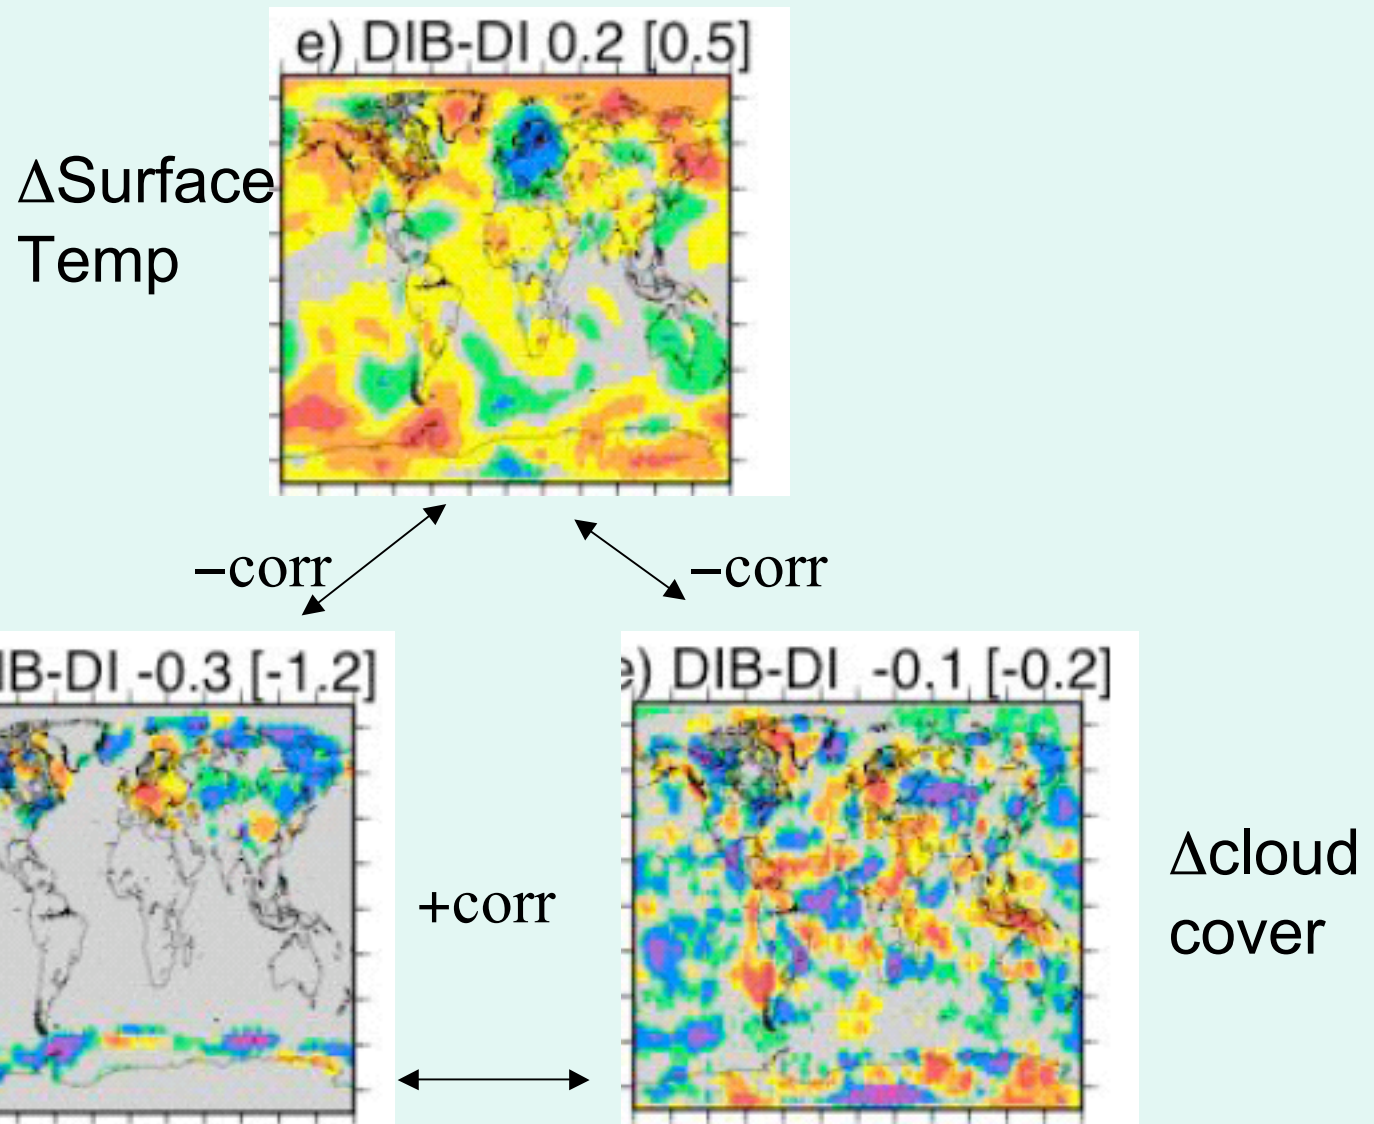 e) DIB-DI 0.2 [0.5]
ΔSurface
Temp
–corr
–corr
IB-DI -0.3 [-1.2]
e) DIB-DI -0.1 [-0.2]
+corr
Δcloud
cover